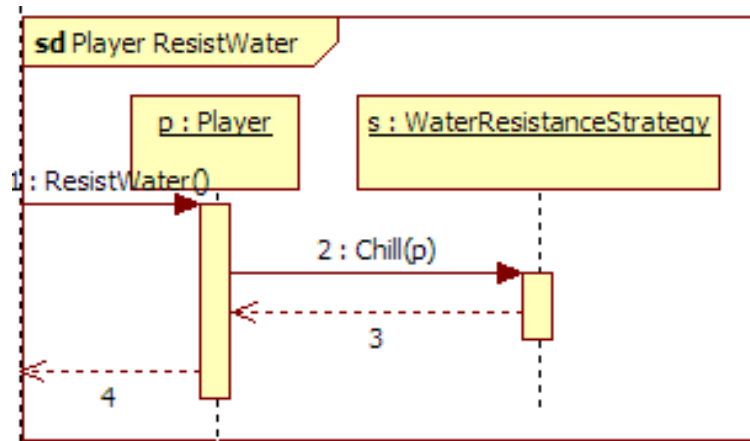 sd Player ResistWater
p : Player
s : WaterResistanceStrategy
1 : ResistWater()
2 : Chill(p)
3
4